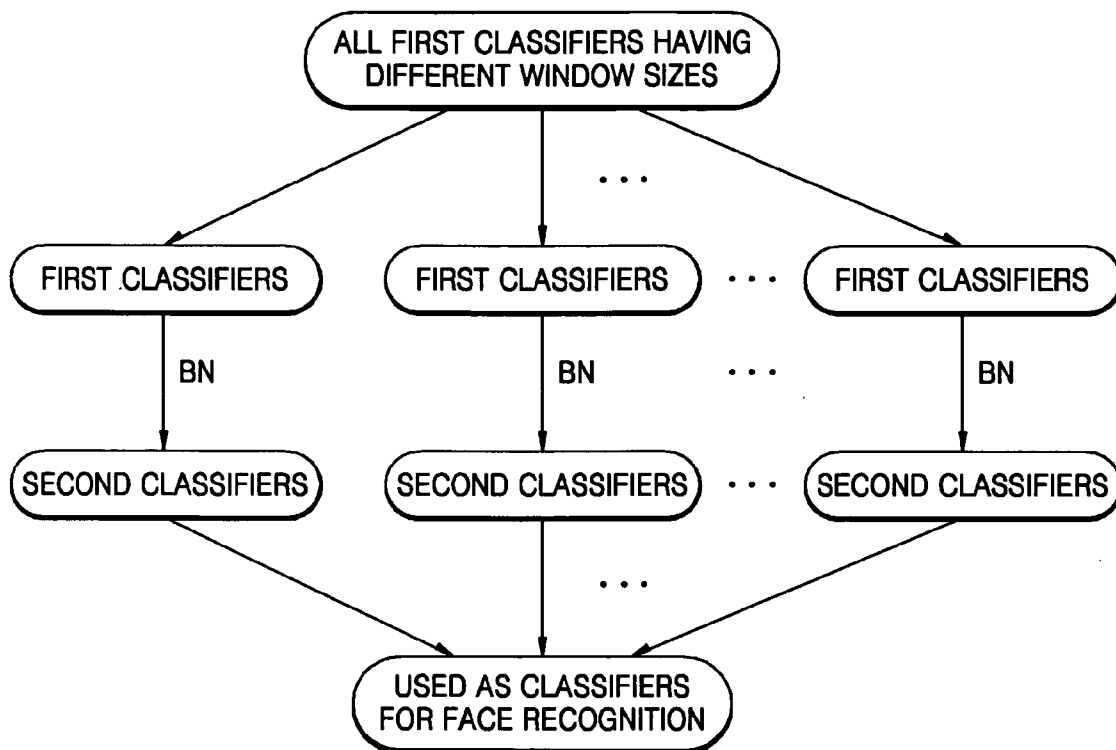 ALL FIRST CLASSIFIERS HAVING
DIFFERENT WINDOW SIZES
. . .
FIRST CLASSIFIERS FIRST CLASSIFIERS . . . FIRST CLASSIFIERS
BN BN . . . BN
SECOND CLASSIFIERS SECOND CLASSIFIERS . . . SECOND CLASSIFIERS
. . .
USED AS CLASSIFIERS
FOR FACE RECOGNITION